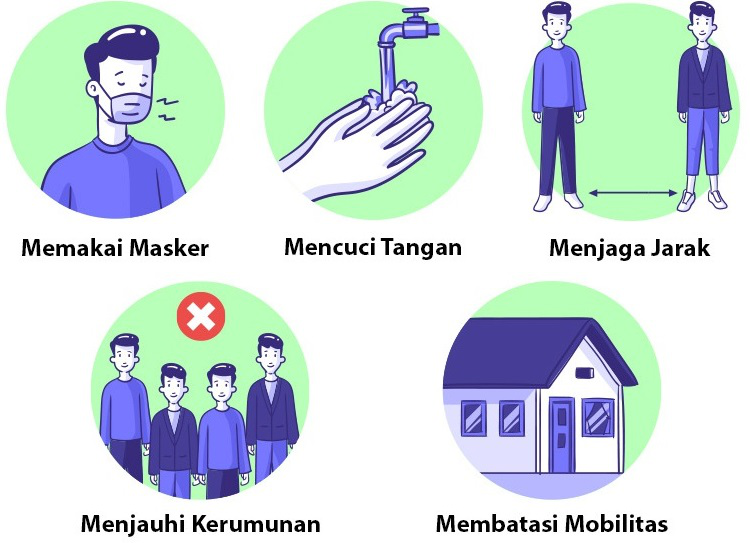 Memakai Masker
Mencuci Tangan
Menjaga Jarak
Menjauhi Kerumunan
Membatasi Mobilitas